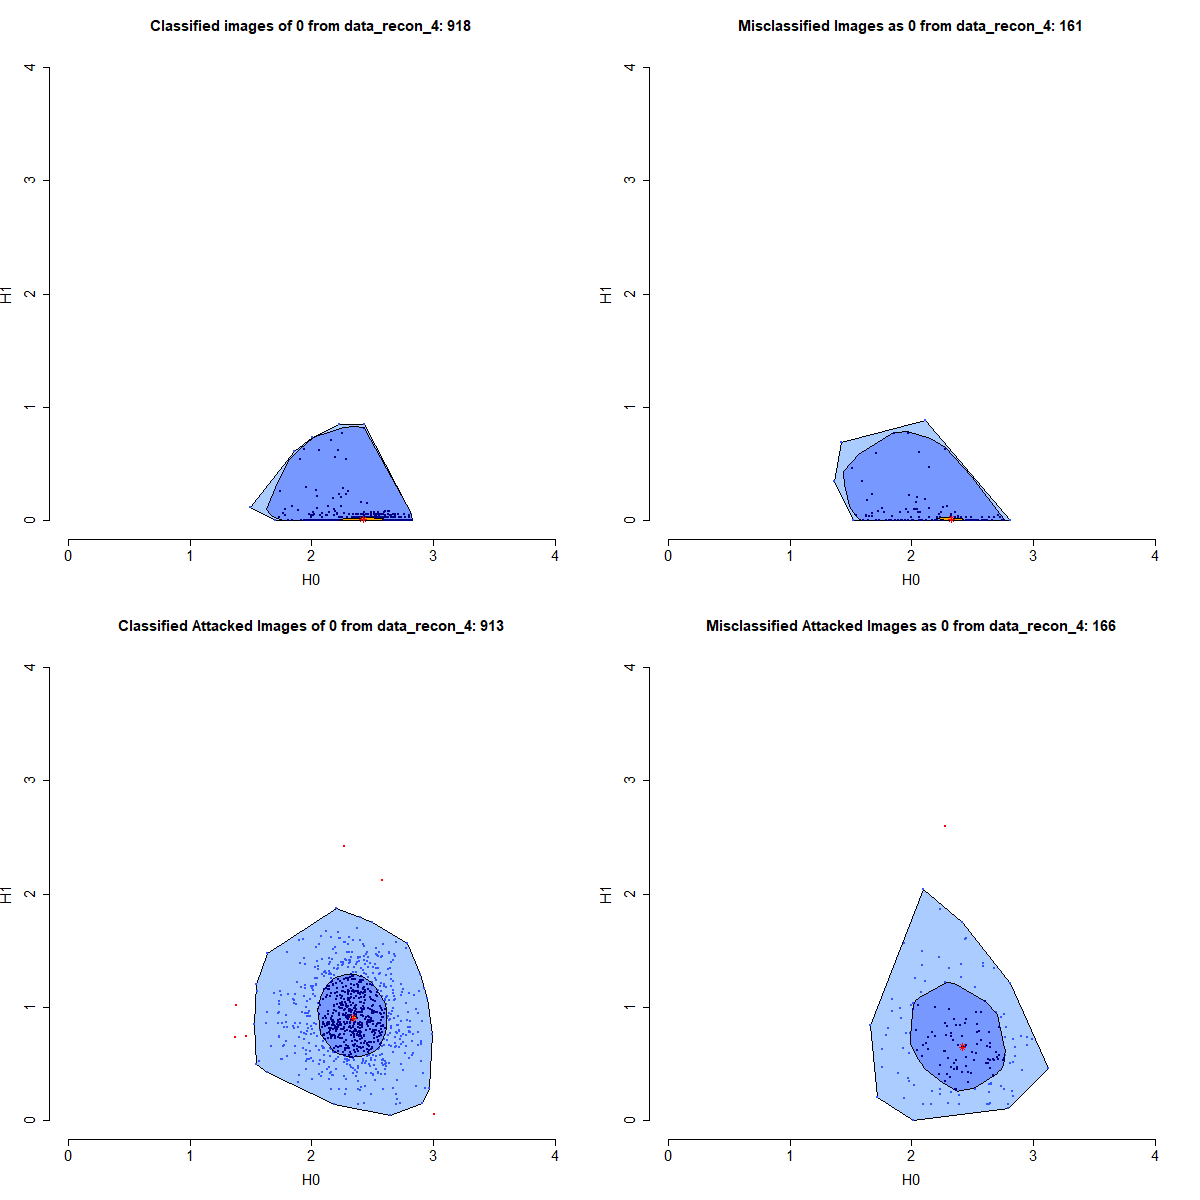 Classified images of 0 from data_recon_4: 918
4
3
2
1
0
H1
0 1 2 3 4
H0
Misclassified Images as 0 from data_recon_4: 161
4
3
2
1
0
H1
0 1 2 3 4
H0
Classified Attacked Images of 0 from data_recon_4: 913
4
3
2
1
0
H1
0 1 2 3 4
H0
Misclassified Attacked Images as 0 from data_recon_4: 166
4
3
2
1
0
H1
0 1 2 3 4
H0